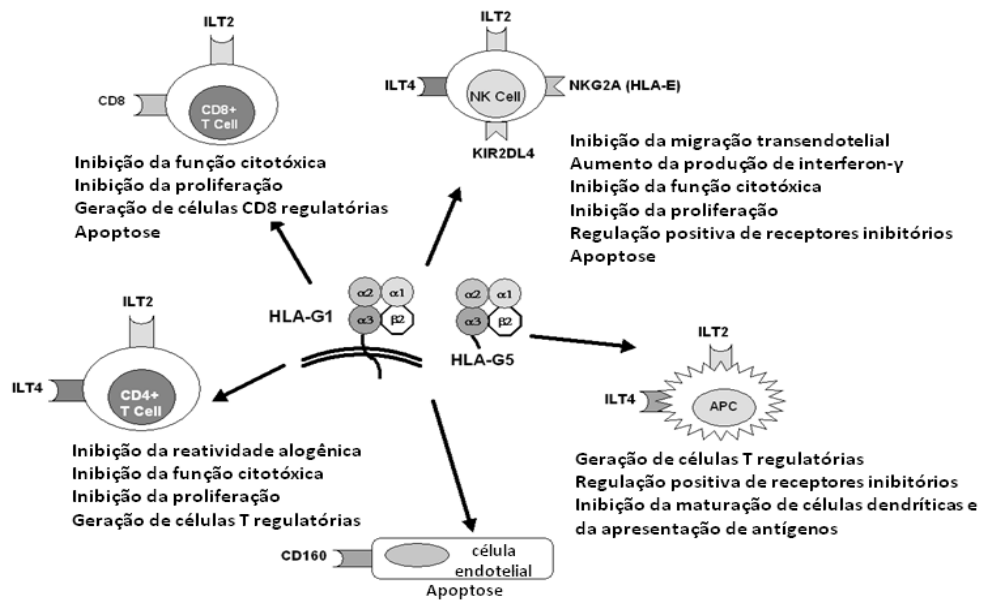 ILT2
CD8
CD8+
T Cell
Inibição da função citotóxica
Inibição da proliferação
Geração de células CD8 regulatórias
Apoptose
ILT2
ILT4
NK Cell
NKG2A (HLA-E)
KIR2DL4
Inibição da migração transendotelial
Aumento da produção de interferon-γ
Inibição da função citotóxica
Inibição da proliferação
Regulação positiva de receptores inibitórios
Apoptose
HLA-G1
α2 α1
α3 β2
α2 α1
α3 β2
HLA-G5
ILT2
ILT4
CD4+
T Cell
Inibição da reatividade alogênica
Inibição da função citotóxica
Inibição da proliferação
Geração de células T regulatórias
ILT2
ILT4
APC
Geração de células T regulatórias
Regulação positiva de receptores inibitórios
Inibição da maturação de células dendríticas e
da apresentação de antígenos
CD160
célula
endotelial
Apoptose